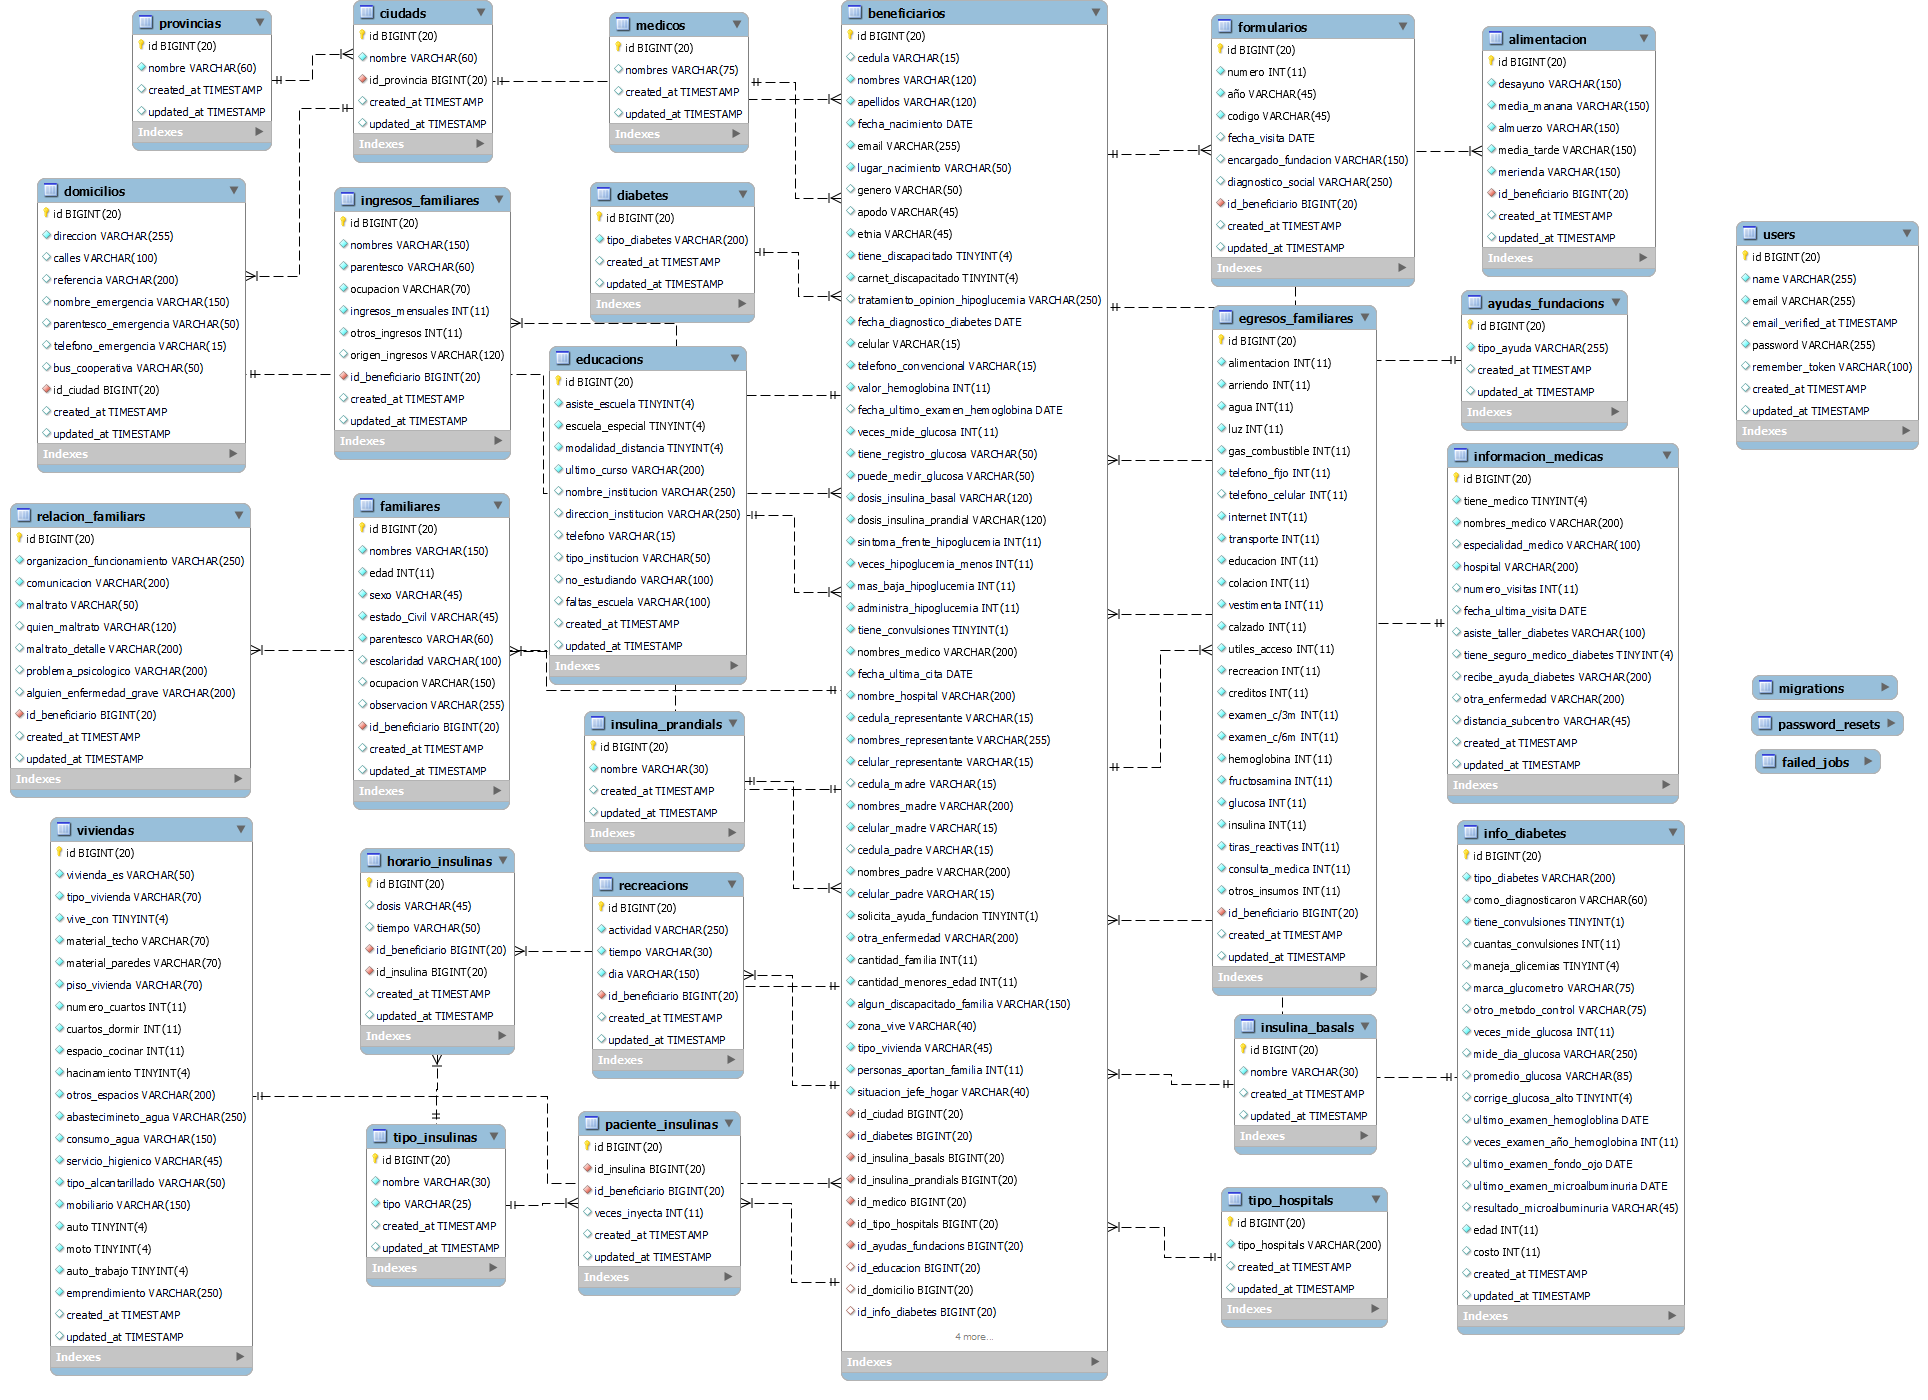 provincias
id BIGINT(20)
nombre VARCHAR(60)
created_at TIMESTAMP
updated_at TIMESTAMP
Indexes
ciudads
id BIGINT(20)
nombre VARCHAR(60)
id_provincia BIGINT(20)
created_at TIMESTAMP
updated_at TIMESTAMP
Indexes
medicos
id BIGINT(20)
nombres VARCHAR(75)
created_at TIMESTAMP
updated_at TIMESTAMP
Indexes
beneficiarios
id BIGINT(20)
cedula VARCHAR(15)
nombres VARCHAR(120)
apellidos VARCHAR(120)
fecha_nacimiento DATE
email VARCHAR(255)
lugar_nacimiento VARCHAR(50)
genero VARCHAR(50)
apodo VARCHAR(45)
etnia VARCHAR(45)
tiene_discapacitado TINYINT(4)
carnet_discapacitado TINYINT(4)
tratamiento_opinion_hipoglucemia VARCHAR(250)
fecha_diagnostico_diabetes DATE
celular VARCHAR(15)
telefono_convencional VARCHAR(15)
valor_hemoglobina INT(11)
fecha_ultimo_examen_hemoglobina DATE
veces_mide_glucosa INT(11)
tiene_registro_glucosa VARCHAR(50)
puede_medir_glucosa VARCHAR(50)
dosis_insulina_basal VARCHAR(120)
dosis_insulina_prandial VARCHAR(120)
sintoma_frente_hipoglucemia INT(11)
veces_hipoglucemia_menos INT(11)
mas_baja_hipoglucemia INT(11)
administra_hipoglucemia INT(11)
tiene_convulsiones TINYINT(1)
nombres_medico VARCHAR(200)
fecha_ultima_cita DATE
nombre_hospital VARCHAR(200)
cedula_representante VARCHAR(15)
nombres_representante VARCHAR(255)
celular_representante VARCHAR(15)
cedula_madre VARCHAR(15)
nombres_madre VARCHAR(200)
celular_madre VARCHAR(15)
cedula_padre VARCHAR(15)
nombres_padre VARCHAR(200)
celular_padre VARCHAR(15)
solicita_ayuda_fundacion TINYINT(1)
otra_enfermedad VARCHAR(200)
cantidad_familia INT(11)
cantidad_menores_edad INT(11)
algun_discapacitado_familia VARCHAR(150)
zona_vive VARCHAR(40)
tipo_vivienda VARCHAR(45)
personas_aportan_familia INT(11)
situacion_jefe_hogar VARCHAR(40)
id_ciudad BIGINT(20)
id_diabetes BIGINT(20)
id_insulina_basals BIGINT(20)
id_insulina_prandials BIGINT(20)
id_medico BIGINT(20)
id_tipo_hospitals BIGINT(20)
id_ayudas_fundacions BIGINT(20)
id_educacion BIGINT(20)
id_domicilio BIGINT(20)
id_info_diabetes BIGINT(20)
4 more...
Indexes
formularios
id BIGINT(20)
numero INT(11)
año VARCHAR(45)
codigo VARCHAR(45)
fecha_visita DATE
encargado_fundacion VARCHAR(150)
diagnostico_social VARCHAR(250)
id_beneficiario BIGINT(20)
created_at TIMESTAMP
updated_at TIMESTAMP
Indexes
alimentacion
id BIGINT(20)
desayuno VARCHAR(150)
media_manana VARCHAR(150)
almuerzo VARCHAR(150)
media_tarde VARCHAR(150)
merienda VARCHAR(150)
id_beneficiario BIGINT(20)
created_at TIMESTAMP
updated_at TIMESTAMP
Indexes
domicilios
id BIGINT(20)
direccion VARCHAR(255)
calles VARCHAR(100)
referencia VARCHAR(200)
nombre_emergencia VARCHAR(150)
parentesco_emergencia VARCHAR(50)
telefono_emergencia VARCHAR(15)
bus_cooperativa VARCHAR(50)
id_ciudad BIGINT(20)
created_at TIMESTAMP
updated_at TIMESTAMP
Indexes
ingresos_familiares
id BIGINT(20)
nombres VARCHAR(150)
parentesco VARCHAR(60)
ocupacion VARCHAR(70)
ingresos_mensuales INT(11)
otros_ingresos INT(11)
origen_ingresos VARCHAR(120)
id_beneficiario BIGINT(20)
created_at TIMESTAMP
updated_at TIMESTAMP
Indexes
diabetes
id BIGINT(20)
tipo_diabetes VARCHAR(200)
created_at TIMESTAMP
updated_at TIMESTAMP
Indexes
users
id BIGINT(20)
name VARCHAR(255)
email VARCHAR(255)
email_verified_at TIMESTAMP
password VARCHAR(255)
remember_token VARCHAR(100)
created_at TIMESTAMP
updated_at TIMESTAMP
Indexes
ayudas_fundacions
id BIGINT(20)
tipo_ayuda VARCHAR(255)
created_at TIMESTAMP
updated_at TIMESTAMP
Indexes
egresos_familiares
id BIGINT(20)
alimentacion INT(11)
arriendo INT(11)
agua INT(11)
luz INT(11)
gas_combustible INT(11)
telefono_fijo INT(11)
telefono_celular INT(11)
internet INT(11)
transporte INT(11)
educacion INT(11)
colacion INT(11)
vestimenta INT(11)
calzado INT(11)
utiles_acceso INT(11)
recreacion INT(11)
creditos INT(11)
examen_c/3m INT(11)
examen_c/6m INT(11)
hemoglobina INT(11)
fructosamina INT(11)
glucosa INT(11)
insulina INT(11)
tiras_reactivas INT(11)
consulta_medica INT(11)
otros_insumos INT(11)
id_beneficiario BIGINT(20)
created_at TIMESTAMP
updated_at TIMESTAMP
Indexes
educacions
id BIGINT(20)
asiste_escuela TINYINT(4)
escuela_especial TINYINT(4)
modalidad_distancia TINYINT(4)
ultimo_curso VARCHAR(200)
nombre_institucion VARCHAR(250)
direccion_institucion VARCHAR(250)
telefono VARCHAR(15)
tipo_institucion VARCHAR(50)
no_estudiando VARCHAR(100)
faltas_escuela VARCHAR(100)
created_at TIMESTAMP
updated_at TIMESTAMP
Indexes
informacion_medicas
id BIGINT(20)
tiene_medico TINYINT(4)
nombres_medico VARCHAR(200)
especialidad_medico VARCHAR(100)
hospital VARCHAR(200)
numero_visitas INT(11)
fecha_ultima_visita DATE
asiste_taller_diabetes VARCHAR(100)
tiene_seguro_medico_diabetes TINYINT(4)
recibe_ayuda_diabetes VARCHAR(200)
otra_enfermedad VARCHAR(200)
distancia_subcentro VARCHAR(45)
created_at TIMESTAMP
updated_at TIMESTAMP
Indexes
relacion_familiars
id BIGINT(20)
organizacion_funcionamiento VARCHAR(250)
comunicacion VARCHAR(200)
maltrato VARCHAR(50)
quien_maltrato VARCHAR(120)
maltrato_detalle VARCHAR(200)
problema_psicologico VARCHAR(200)
alguien_enfermedad_grave VARCHAR(200)
id_beneficiario BIGINT(20)
created_at TIMESTAMP
updated_at TIMESTAMP
Indexes
familiares
id BIGINT(20)
nombres VARCHAR(150)
edad INT(11)
sexo VARCHAR(45)
estado_Civil VARCHAR(45)
parentesco VARCHAR(60)
escolaridad VARCHAR(100)
ocupacion VARCHAR(150)
observacion VARCHAR(255)
id_beneficiario BIGINT(20)
created_at TIMESTAMP
updated_at TIMESTAMP
Indexes
migrations
password_resets
failed_jobs
insulina_prandials
id BIGINT(20)
nombre VARCHAR(30)
created_at TIMESTAMP
updated_at TIMESTAMP
Indexes
viviendas
id BIGINT(20)
vivienda_es VARCHAR(50)
tipo_vivienda VARCHAR(70)
vive_con TINYINT(4)
material_techo VARCHAR(70)
material_paredes VARCHAR(70)
piso_vivienda VARCHAR(70)
numero_cuartos INT(11)
cuartos_dormir INT(11)
espacio_cocinar INT(11)
hacinamiento TINYINT(4)
otros_espacios VARCHAR(200)
abastecimineto_agua VARCHAR(250)
consumo_agua VARCHAR(150)
servicio_higienico VARCHAR(45)
tipo_alcantarillado VARCHAR(50)
mobiliario VARCHAR(150)
auto TINYINT(4)
moto TINYINT(4)
auto_trabajo TINYINT(4)
emprendimiento VARCHAR(250)
created_at TIMESTAMP
updated_at TIMESTAMP
Indexes
horario_insulinas
id BIGINT(20)
dosis VARCHAR(45)
tiempo VARCHAR(50)
id_beneficiario BIGINT(20)
id_insulina BIGINT(20)
created_at TIMESTAMP
updated_at TIMESTAMP
Indexes
recreacions
id BIGINT(20)
actividad VARCHAR(250)
tiempo VARCHAR(30)
dia VARCHAR(150)
id_beneficiario BIGINT(20)
created_at TIMESTAMP
updated_at TIMESTAMP
Indexes
info_diabetes
id BIGINT(20)
tipo_diabetes VARCHAR(200)
como_diagnosticaron VARCHAR(60)
tiene_convulsiones TINYINT(1)
cuantas_convulsiones INT(11)
maneja_glicemias TINYINT(4)
marca_glucometro VARCHAR(75)
otro_metodo_control VARCHAR(75)
veces_mide_glucosa INT(11)
mide_dia_glucosa VARCHAR(250)
promedio_glucosa VARCHAR(85)
corrige_glucosa_alto TINYINT(4)
ultimo_examen_hemogloblina DATE
veces_examen_año_hemoglobina INT(11)
ultimo_examen_fondo_ojo DATE
ultimo_examen_microalbuminuria DATE
resultado_microalbuminuria VARCHAR(45)
edad INT(11)
costo INT(11)
created_at TIMESTAMP
updated_at TIMESTAMP
Indexes
insulina_basals
id BIGINT(20)
nombre VARCHAR(30)
created_at TIMESTAMP
updated_at TIMESTAMP
Indexes
tipo_insulinas
id BIGINT(20)
nombre VARCHAR(30)
tipo VARCHAR(25)
created_at TIMESTAMP
updated_at TIMESTAMP
Indexes
paciente_insulinas
id BIGINT(20)
id_insulina BIGINT(20)
id_beneficiario BIGINT(20)
veces_inyecta INT(11)
created_at TIMESTAMP
updated_at TIMESTAMP
Indexes
tipo_hospitals
id BIGINT(20)
tipo_hospitals VARCHAR(200)
created_at TIMESTAMP
updated_at TIMESTAMP
Indexes